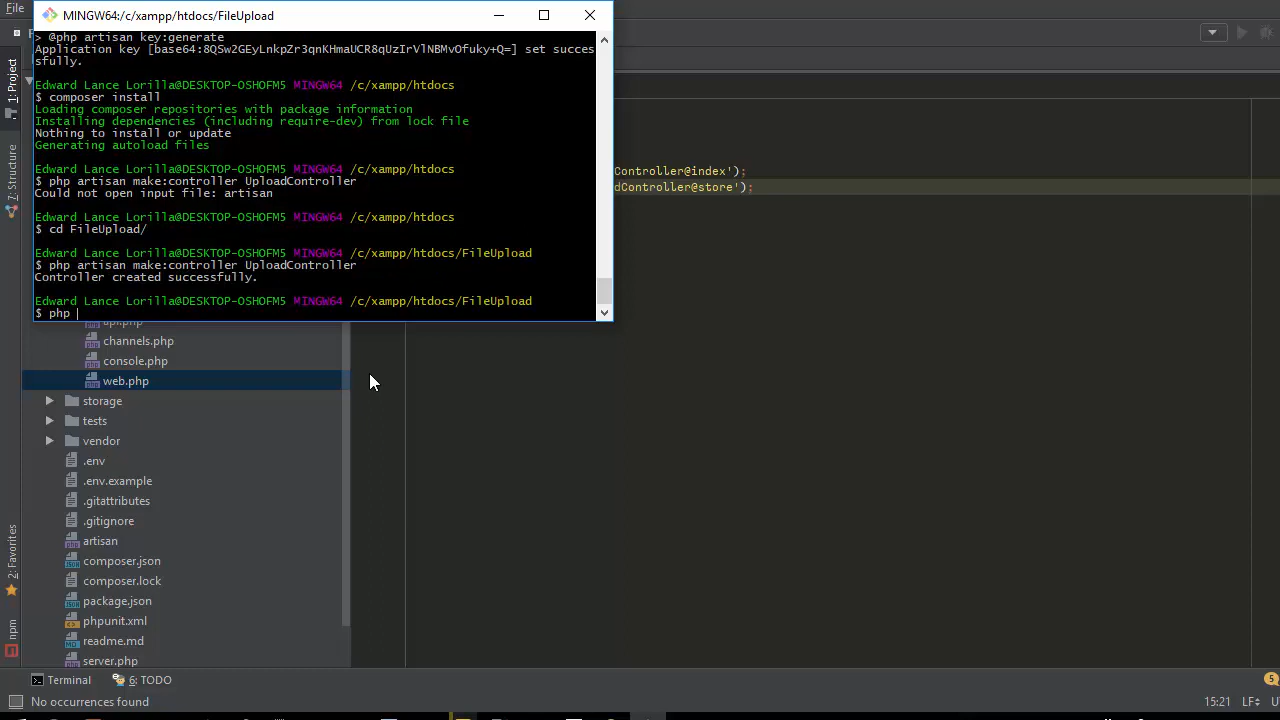 File
MINGW64:/c/xampp/htdocs/FileUpload
> @php artisan key:generate
Application key [base64:8QSw2GEyLnkpZr3qnKHmaUCR8qUzIrVlNBMvOfuky+Q=] set succes
sfully.
Edward Lance Lorilla@DESKTOP-OSHOFM5 MINGW64 /c/xampp/htdocs
$ composer install
Loading composer repositories with package information
Installing dependencies (including require-dev) from lock file
Nothing to install or update
Generating autoload files
Edward Lance Lorilla@DESKTOP-OSHOFM5 MINGW64 /c/xampp/htdocs
$ php artisan make:controller UploadController
Could not open input file: artisan
Edward Lance Lorilla@DESKTOP-OSHOFM5 MINGW64 /c/xampp/htdocs
$ cd FileUpload/
Edward Lance Lorilla@DESKTOP-OSHOFM5 MINGW64 /c/xampp/htdocs/FileUpload
$ php artisan make:controller UploadController
Controller created successfully.
Edward Lance Lorilla@DESKTOP-OSHOFM5 MINGW64 /c/xampp/htdocs/FileUpload
$ php
Controller@index');
dController@store');
1: Project
7: Structure
2: Favorites
npm
api.php
channels.php
console.php
web.php
storage
tests
vendor
.env
.env.example
.gitattributes
.gitignore
artisan
composer.json
composer.lock
package.json
phpunit.xml
readme.md
server.php
Terminal
6: TODO
5
No occurrences found
15:21
LF